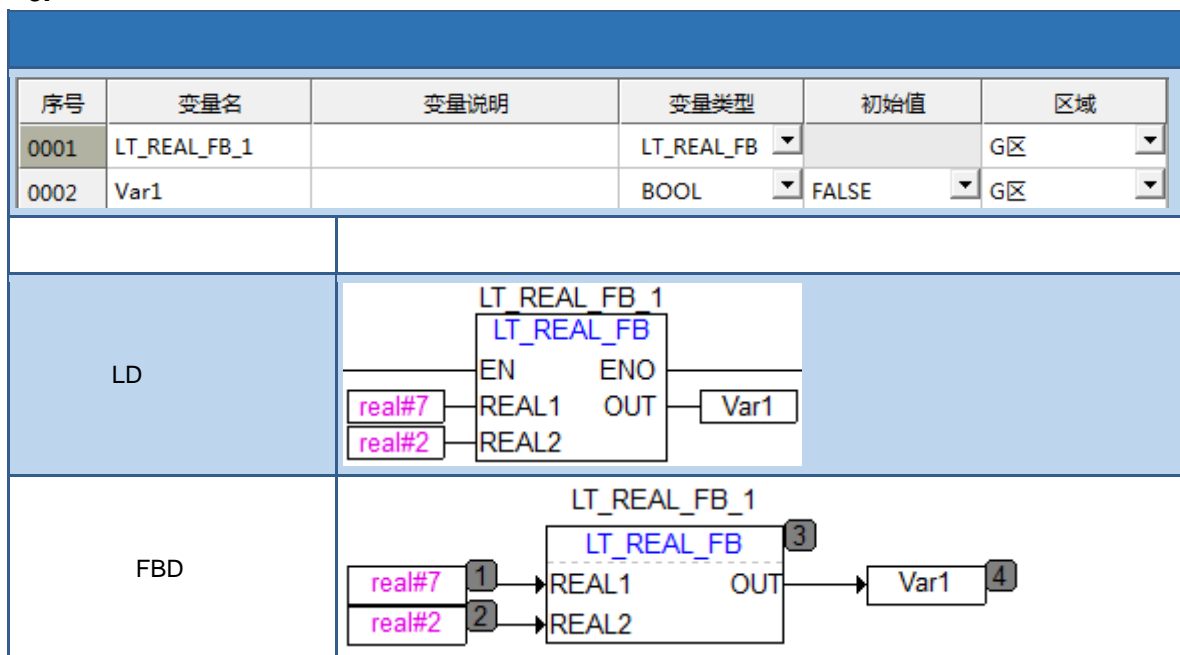 序号 变量名 变量说明 变量类型 初始值 区域
0001 LT_REAL_FB_1 LT_REAL_FB G区
0002 Var1 BOOL FALSE G区
LD
LT_REAL_FB_1
LT_REAL_FB
EN ENO
real#7 REAL1 OUT Var1
real#2 REAL2
FBD
LT_REAL_FB_1
LT_REAL_FB 3
real#7 1 REAL1 OUT Var1 4
real#2 2 REAL2